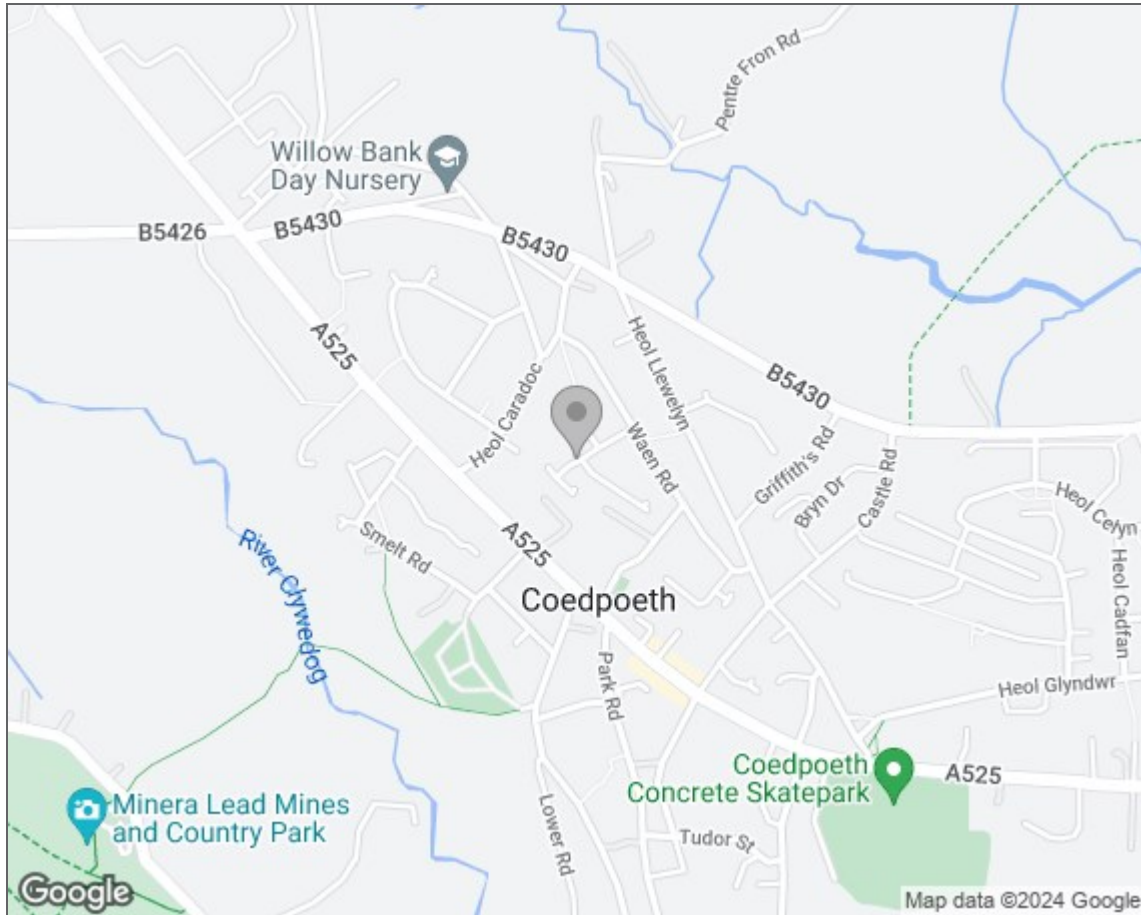 Pentre Fron Rd
Willow Bank
Day Nursery
B5426
B5430
B5430
A525
Heol Llewelyn
B5430
Heol Caradoc
Waen Rd
Griffith's Rd
Bryn Dr
Castle Rd
Heol Celyn
Heol Cadfan
A525
Smelt Rd
River Clywedog
Coedpoeth
Park Rd
Heol Glyndwr
Coedpoeth
Concrete Skatepark
A525
Minera Lead Mines
and Country Park
Lower Rd
Tudor St
Google
Map data ©2024 Google